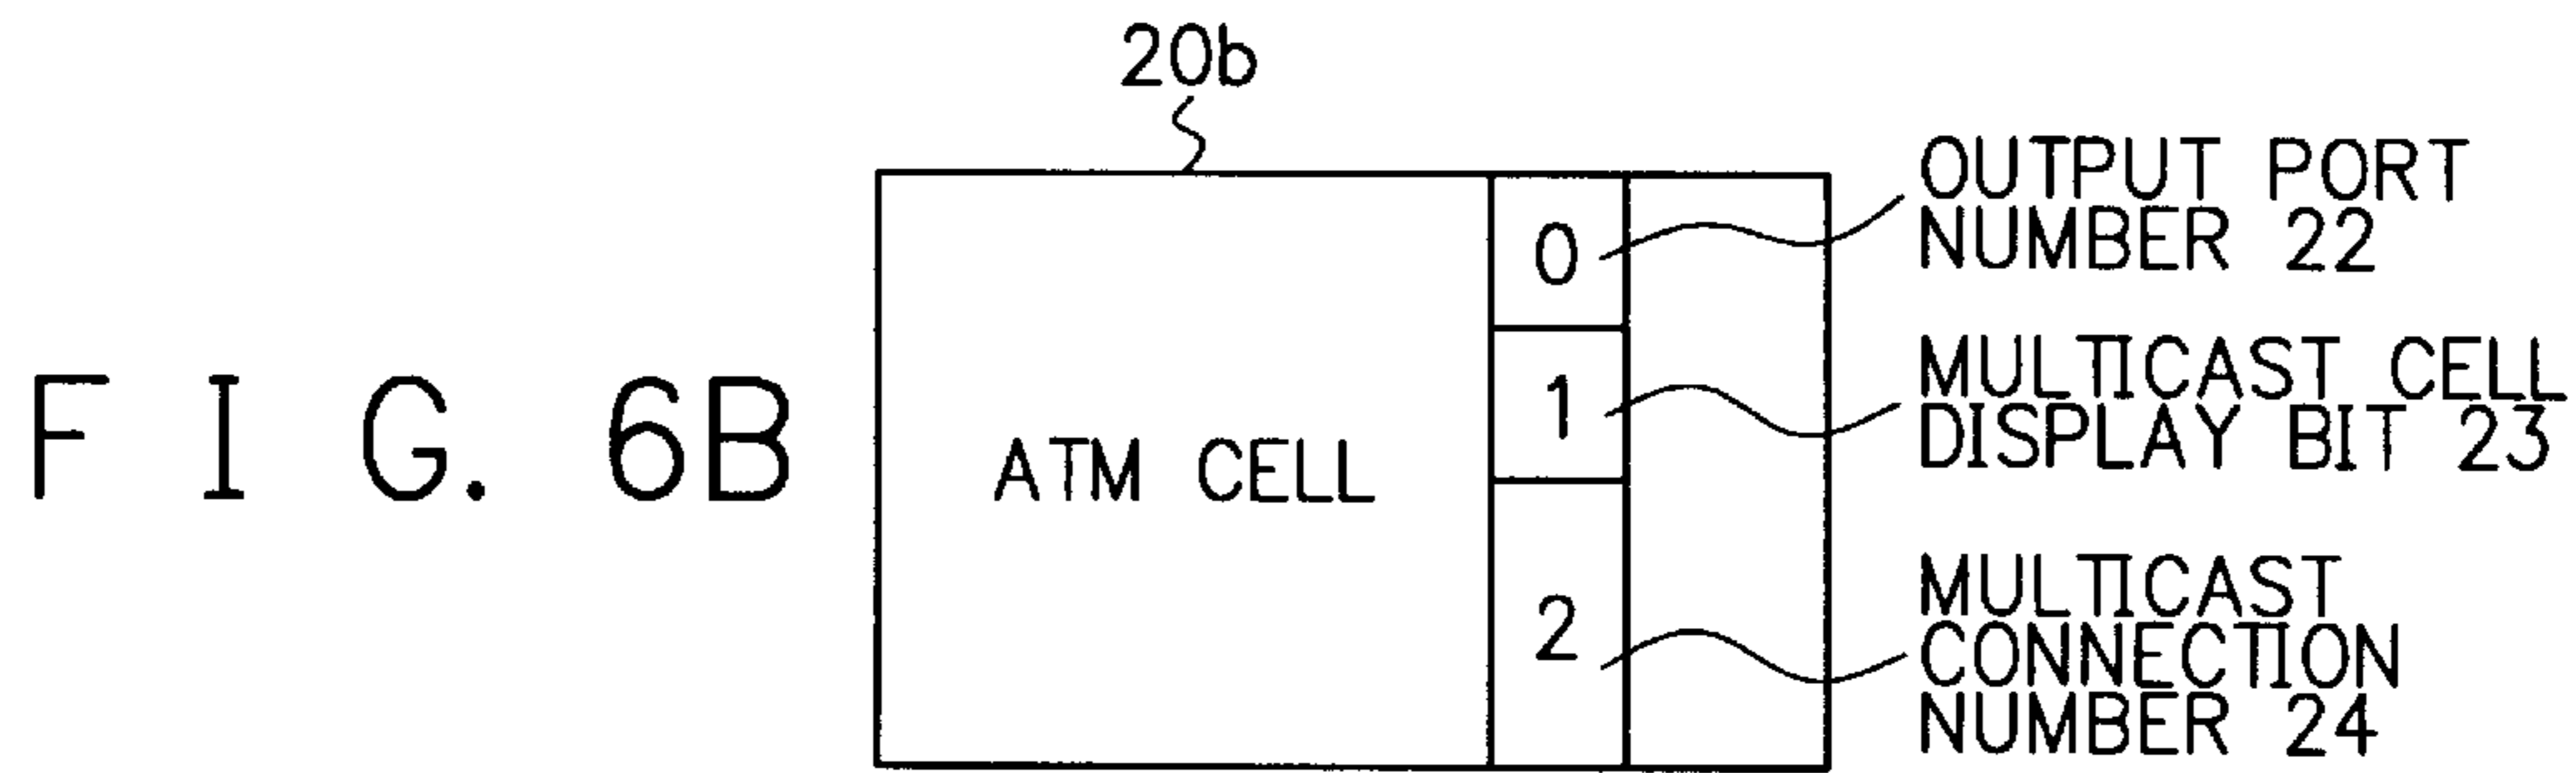 20b
FIG. 6B
ATM CELL
0
1
2
OUTPUT PORT
NUMBER 22
MULTICAST CELL
DISPLAY BIT 23
MULTICAST
CONNECTION
NUMBER 24